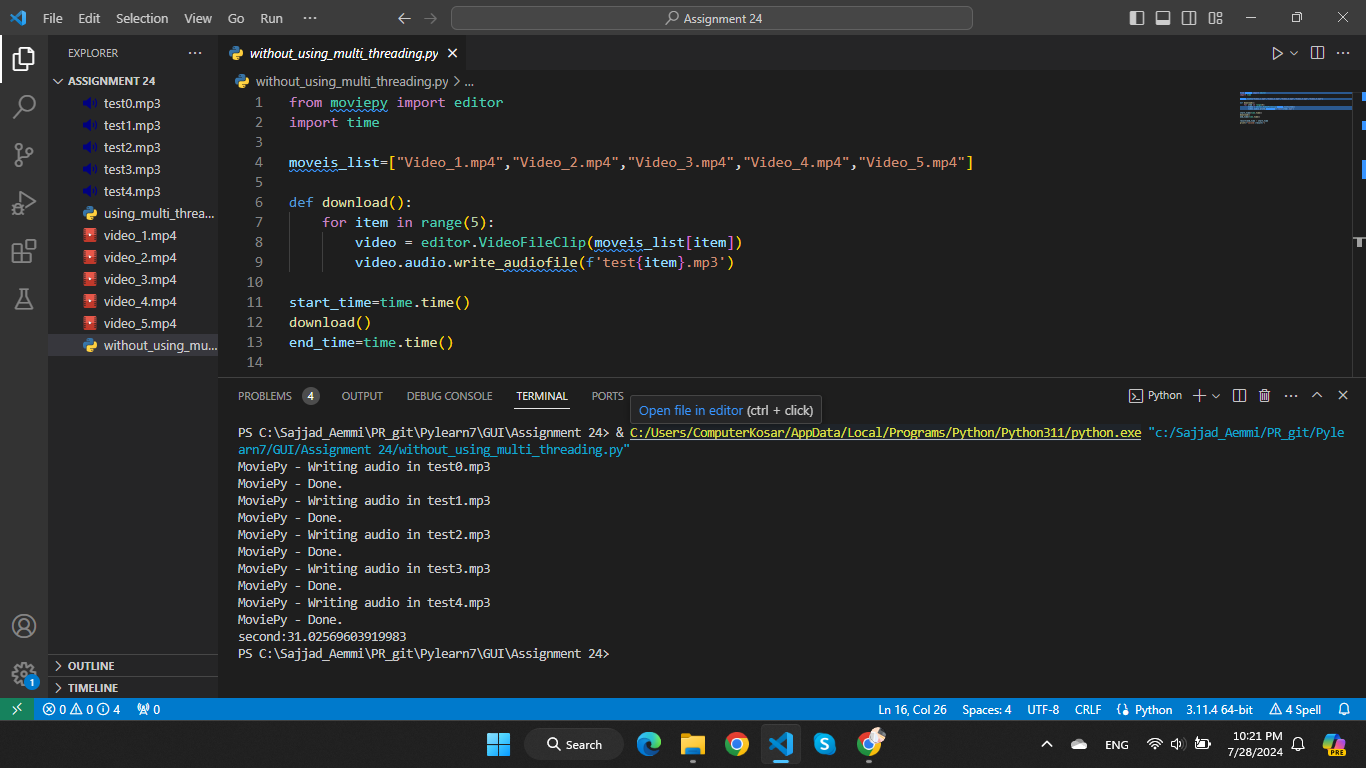 File Edit Selection View Go Run ··· Assignment 24
EXPLORER ···
ASSIGNMENT 24
test0.mp3
test1.mp3
test2.mp3
test3.mp3
test4.mp3
using_multi_threa...
video_1.mp4
video_2.mp4
video_3.mp4
video_4.mp4
video_5.mp4
without_using_mu...
OUTLINE
TIMELINE
without_using_multi_threading.py
without_using_multi_threading.py > ...
1 from moviepy import editor
2 import time
3
4 moveis_list=["Video_1.mp4","Video_2.mp4","Video_3.mp4","Video_4.mp4","Video_5.mp4"]
5
6 def download():
7 for item in range(5):
8 video = editor.VideoFileClip(moveis_list[item])
9 video.audio.write_audiofile(f'test{item}.mp3')
10
11 start_time=time.time()
12 download()
13 end_time=time.time()
14
PROBLEMS 4 OUTPUT DEBUG CONSOLE TERMINAL PORTS Python
Open file in editor (ctrl + click)
PS C:\Sajjad_Aemmi\PR_git\Pylearn7\GUI\Assignment 24> & C:/Users/ComputerKosar/AppData/Local/Programs/Python/Python311/python.exe "c:/Sajjad_Aemmi/PR_git/Pyle
arn7/GUI/Assignment 24/without_using_multi_threading.py"
MoviePy - Writing audio in test0.mp3
MoviePy - Done.
MoviePy - Writing audio in test1.mp3
MoviePy - Done.
MoviePy - Writing audio in test2.mp3
MoviePy - Done.
MoviePy - Writing audio in test3.mp3
MoviePy - Done.
MoviePy - Writing audio in test4.mp3
MoviePy - Done.
second:31.02569603919983
PS C:\Sajjad_Aemmi\PR_git\Pylearn7\GUI\Assignment 24>
1
0 0 4 0 Ln 16, Col 26 Spaces: 4 UTF-8 CRLF Python 3.11.4 64-bit 4 Spell
Search ENG 10:21 PM
7/28/2024
PRE